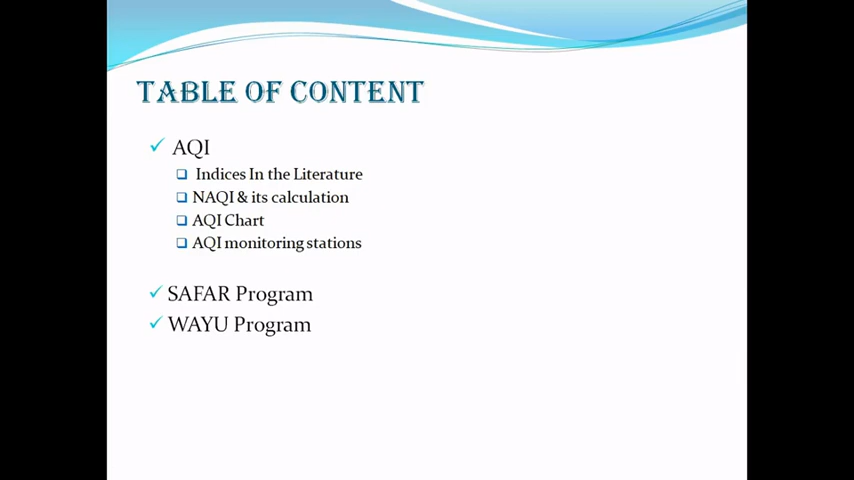 TABLE OF CONTENT
AQI
Indices In the Literature
NAQI & its calculation
AQI Chart
AQI monitoring stations
SAFAR Program
WAYU Program